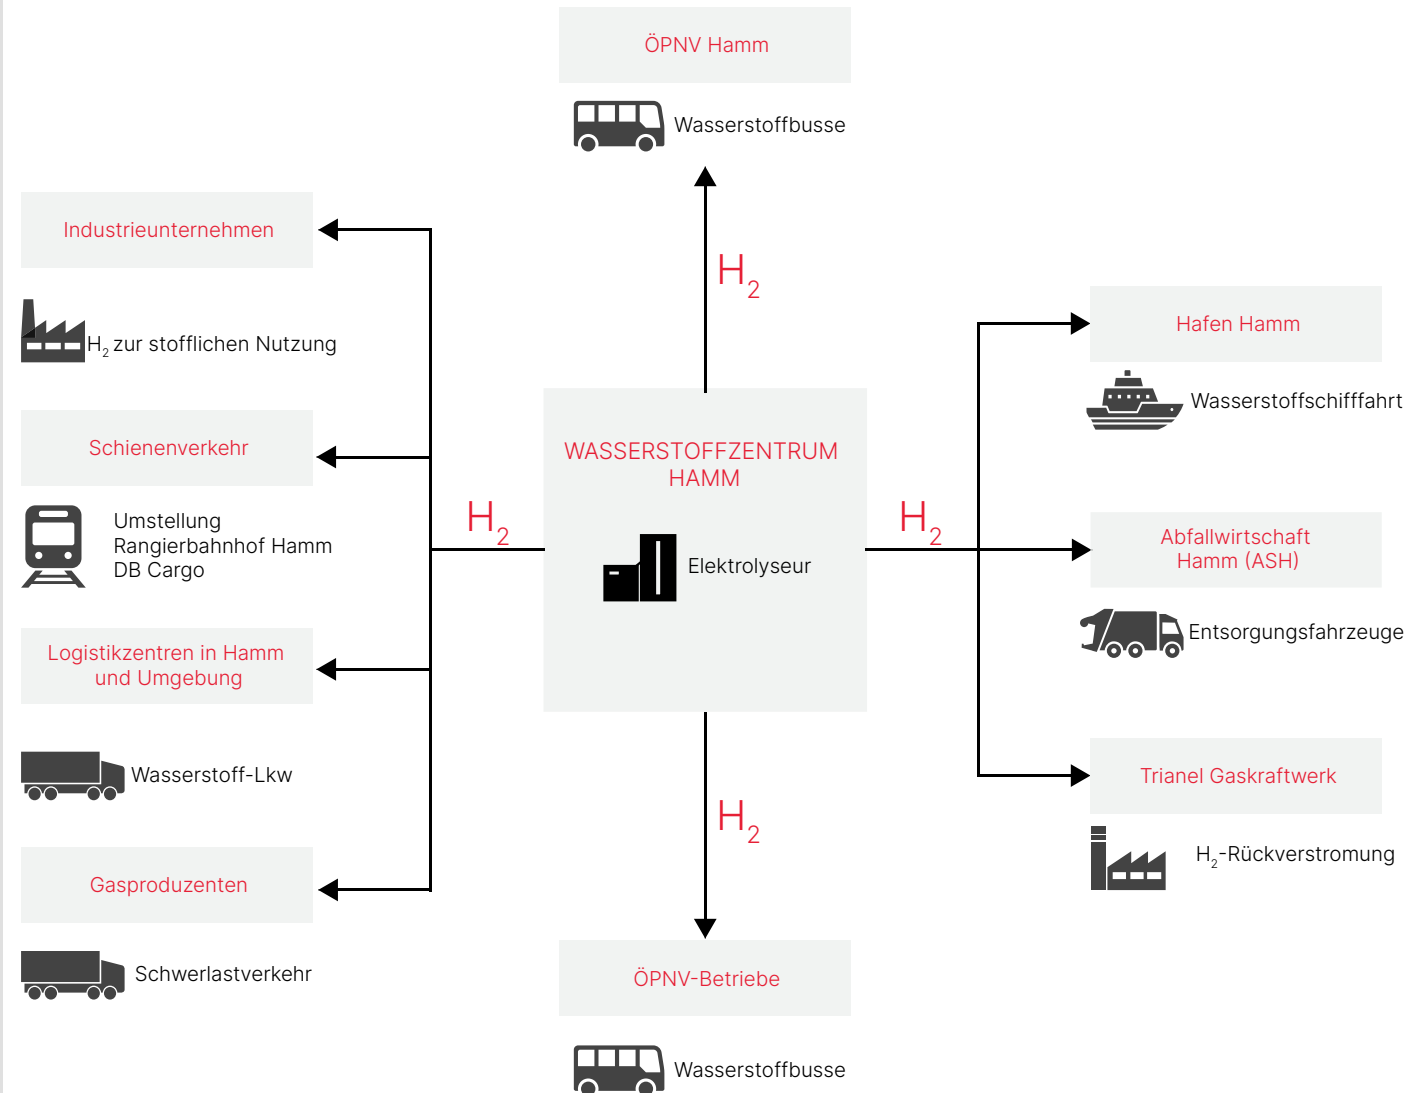 ÖPNV Hamm
Wasserstoffbusse
H₂
Industrieunternehmen
H₂ zur stofflichen Nutzung
Schienenverkehr
Umstellung
Rangierbahnhof Hamm
DB Cargo
Logistikzentren in Hamm
und Umgebung
Wasserstoff-Lkw
Gasproduzenten
Schwerlastverkehr
H₂
WASSERSTOFFZENTRUM
HAMM
Elektrolyseur
H₂
Hafen Hamm
Wasserstoffschifffahrt
Abfallwirtschaft
Hamm (ASH)
Entsorgungsfahrzeuge
Trianel Gaskraftwerk
H₂-Rückverstromung
H₂
ÖPNV-Betriebe
Wasserstoffbusse